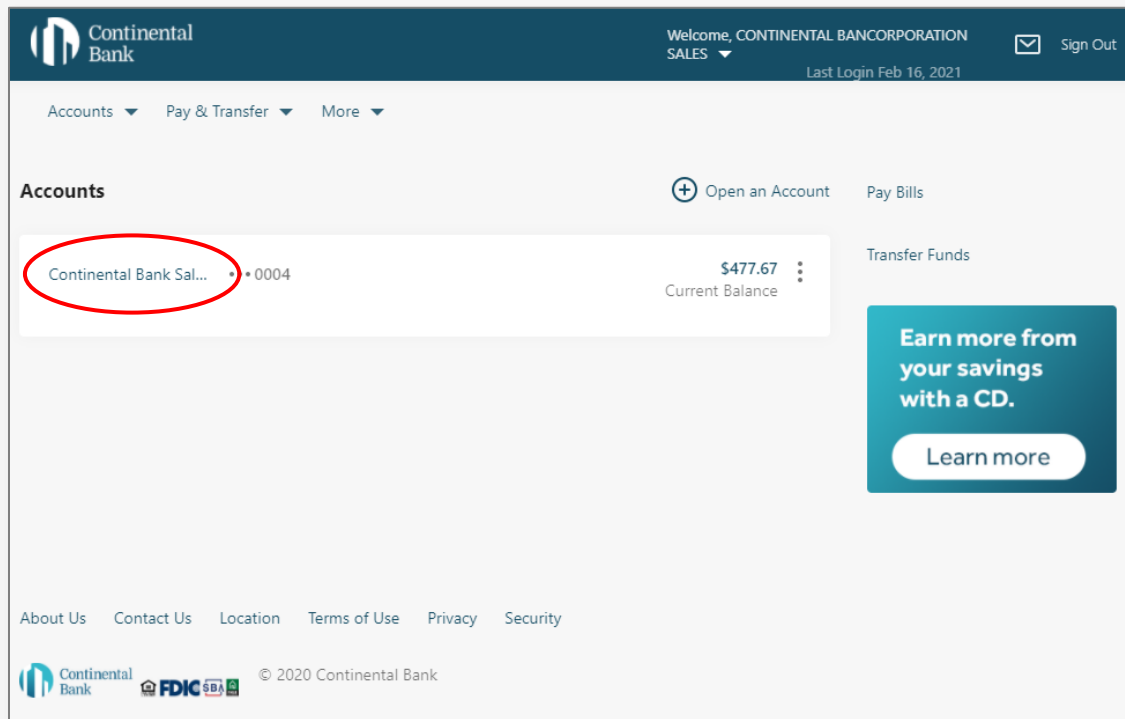 Continental
Bank
Welcome, CONTINENTAL BANCORPORATION
SALES
Sign Out
Last Login Feb 16, 2021
Accounts
Pay & Transfer
More
Accounts
Open an Account
Pay Bills
Continental Bank Sal...
0004
$477.67
Current Balance
Transfer Funds
Earn more from
your savings
with a CD.
Learn more
About Us
Contact Us
Location
Terms of Use
Privacy
Security
Continental
Bank
FDIC
SBA
© 2020 Continental Bank